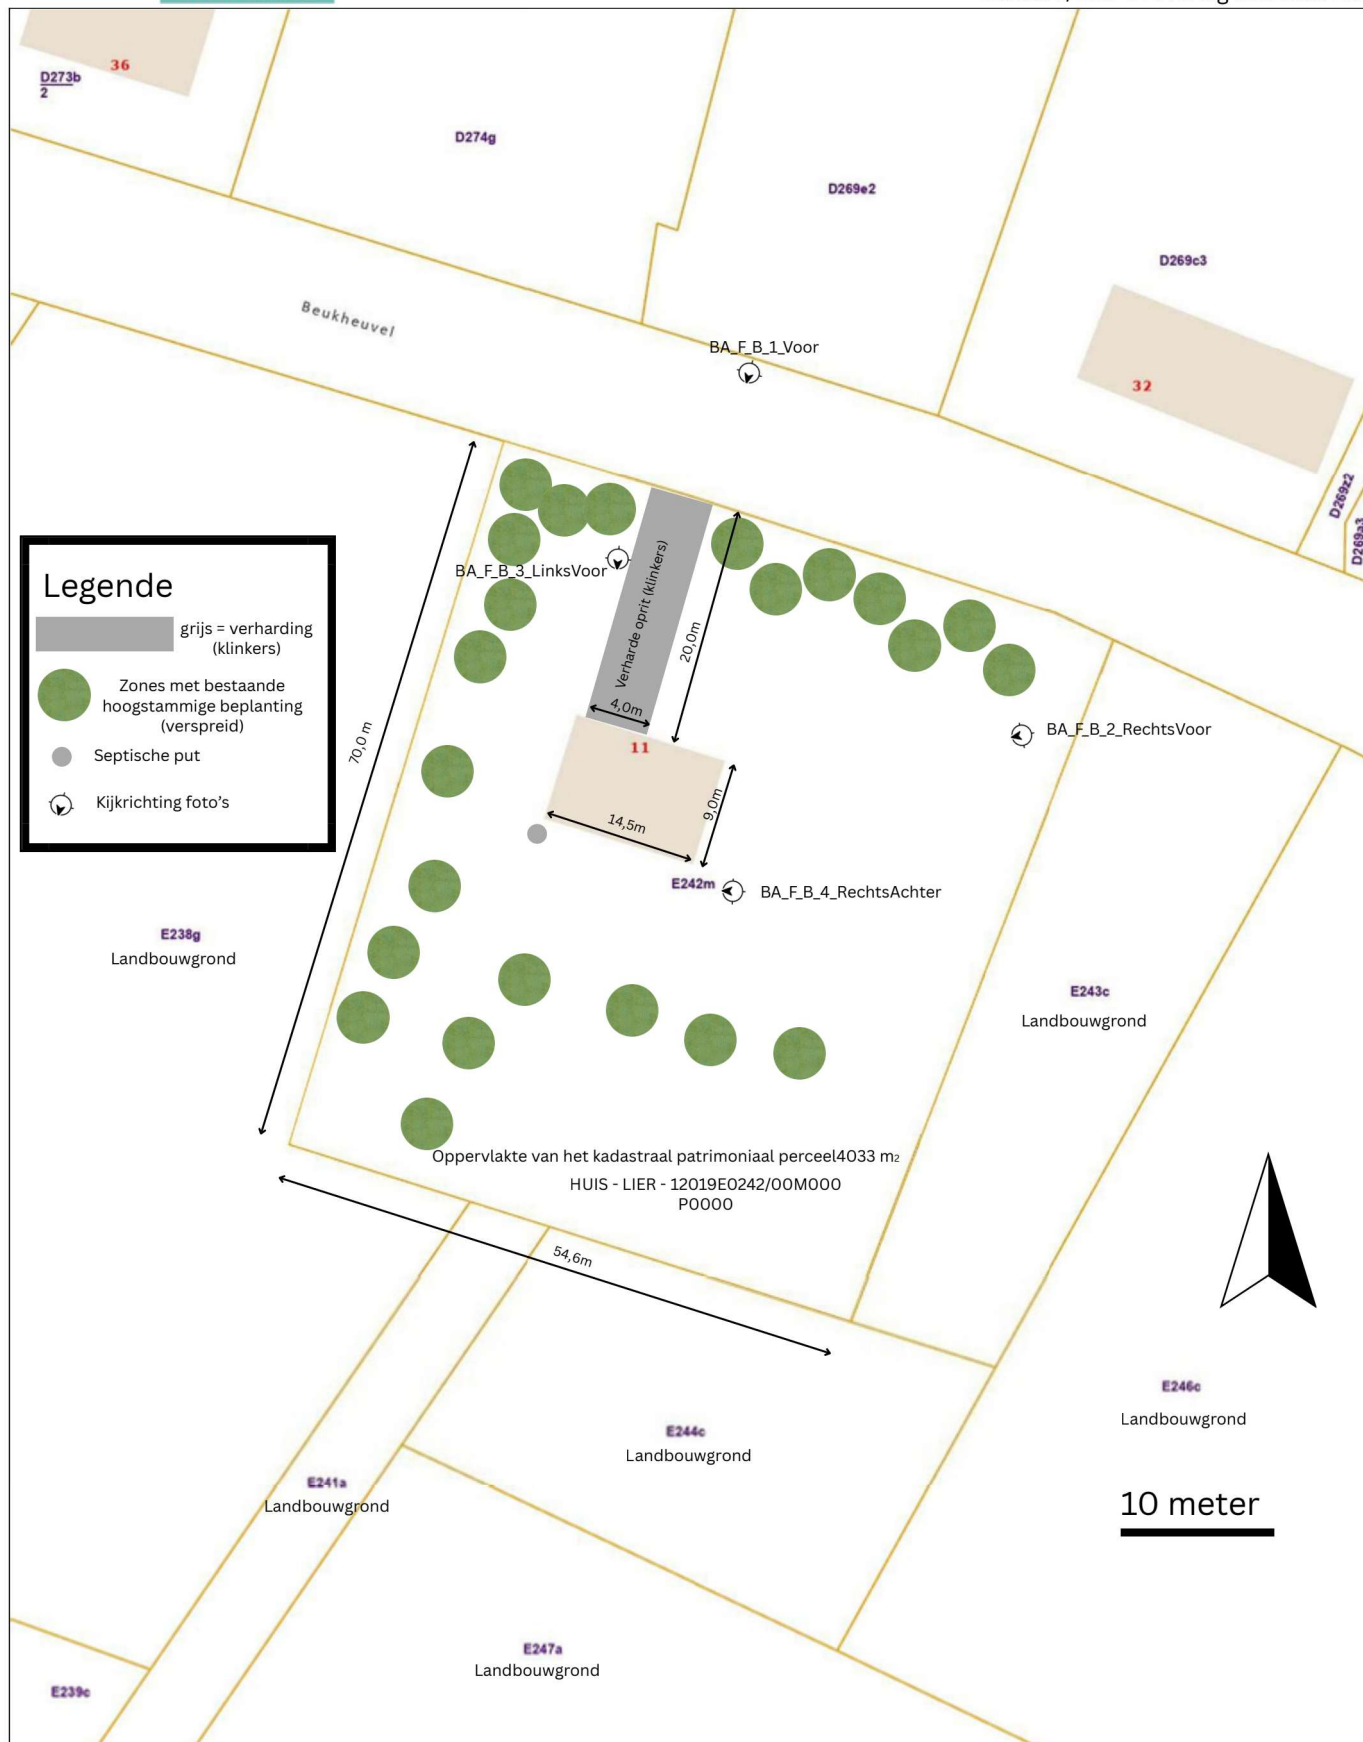 36
D273b
2
D274g
D269e2
D269c3
Beukheuvel
BA_F_B_1_Voor
32
D269z2
D269a3
Verharde oprit (klinkers)
BA_F_B_3_LinksVoor
20,0m
4,0m
11
70,0 m
Legende
grijs = verharding
(klinkers)
Zones met bestaande
hoogstammige beplanting
(verspreid)
Septische put
Kijkrichting foto's
BA_F_B_2_RechtsVoor
9,0m
14,5m
E242m
BA_F_B_4_RechtsAchter
E238g
Landbouwgrond
E243c
Landbouwgrond
Oppervlakte van het kadastraal patrimoniaal perceel4033 m2
HUIS - LIER - 12019E0242/00M000
P0000
54,6m
E246c
Landbouwgrond
E244c
Landbouwgrond
E241a
Landbouwgrond
10 meter
E247a
Landbouwgrond
E239c